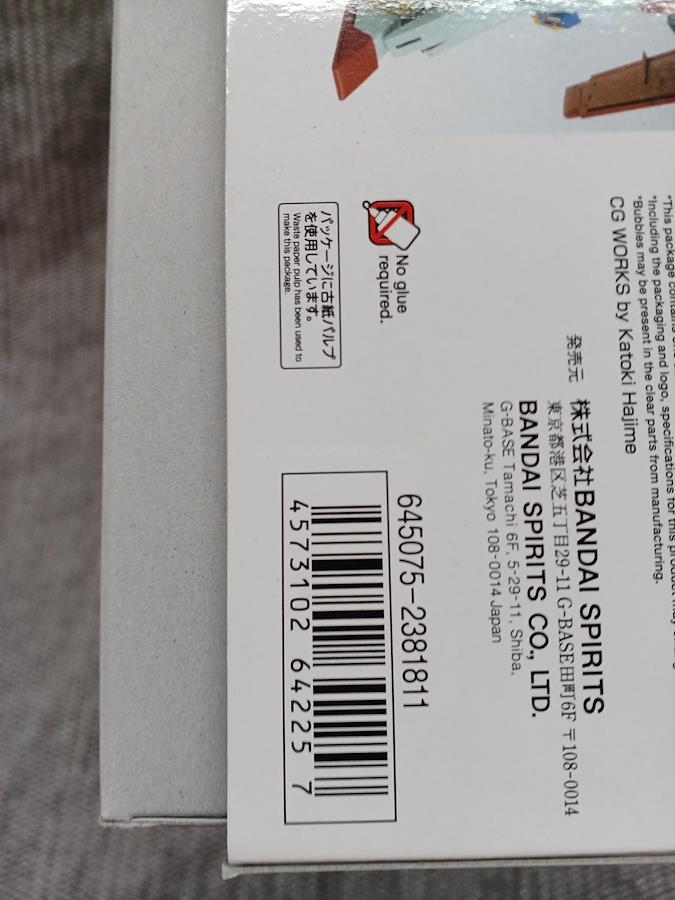 *This package contains
*Including the packaging and logo, specifications for this product may
*Bubbles may be present in the clear parts from manufacturing.
CG WORKS by Katoki Hajime
発売元 株式会社BANDAI SPIRITS
東京都港区芝五丁目29-11 G-BASE田町6F 〒108-0014
BANDAI SPIRITS CO., LTD.
G-BASE Tamachi 6F, 5-29-11, Shiba,
Minato-ku, Tokyo 108-0014 Japan
No glue
required.
パッケージに古紙パルプ
を使用しています。
Waste paper pulp has been used to
make this package.
645075-2381811
4573102 642257